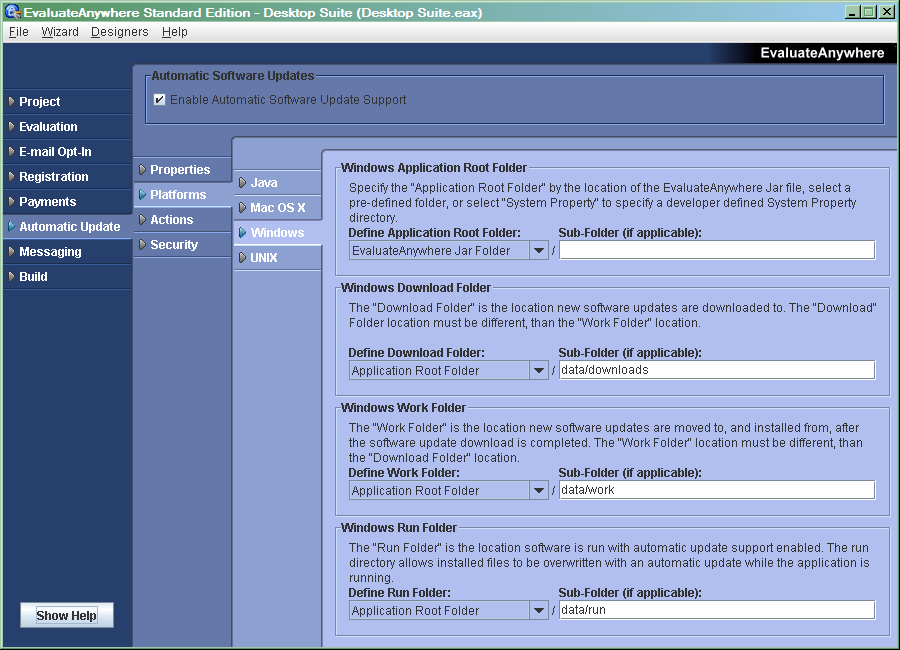 EvaluateAnywhere Standard Edition - Desktop Suite (Desktop Suite.eax)
File Wizard Designers Help
EvaluateAnywhere
Project
Evaluation
E-mail Opt-In
Registration
Payments
Automatic Update
Messaging
Build
Show Help
Automatic Software Updates
Enable Automatic Software Update Support
Properties
Platforms
Actions
Security
Java
Mac OS X
Windows
UNIX
Windows Application Root Folder
Specify the "Application Root Folder" by the location of the EvaluateAnywhere Jar file, select a
pre-defined folder, or select "System Property" to specify a developer defined System Property
directory.
Define Application Root Folder: Sub-Folder (if applicable):
EvaluateAnywhere Jar Folder /
Windows Download Folder
The "Download Folder" is the location new software updates are downloaded to. The "Download"
Folder location must be different, than the "Work Folder" location.
Define Download Folder: Sub-Folder (if applicable):
Application Root Folder / data/downloads
Windows Work Folder
The "Work Folder" is the location new software updates are moved to, and installed from, after
the software update download is completed. The "Work Folder" location must be different, than
the "Download Folder" location.
Define Work Folder: Sub-Folder (if applicable):
Application Root Folder / data/work
Windows Run Folder
The "Run Folder" is the location software is run with automatic update support enabled. The run
directory allows installed files to be overwritten with an automatic update while the application is
running.
Define Run Folder: Sub-Folder (if applicable):
Application Root Folder / data/run